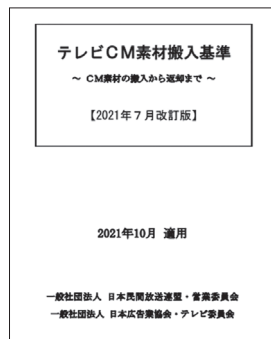 テレビCM素材搬入基準
～ CM素材の搬入から返却まで ～
【2021年7月改訂版】
2021年10月 適用
一般社団法人 日本民間放送連盟・営業委員会
一般社団法人 日本広告業協会・テレビ委員会